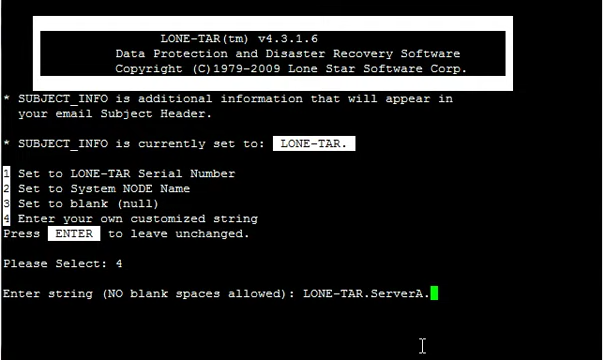 LONE-TAR(tm) v4.3.1.6
Data Protection and Disaster Recovery Software
Copyright (C)1979-2009 Lone Star Software Corp.
* SUBJECT_INFO is additional information that will appear in
your email Subject Header.
* SUBJECT_INFO is currently set to: LONE-TAR.
1 Set to LONE-TAR Serial Number
2 Set to System NODE Name
3 Set to blank (null)
4 Enter your own customized string
Press ENTER to leave unchanged.
Please Select: 4
Enter string (NO blank spaces allowed): LONE-TAR.ServerA.